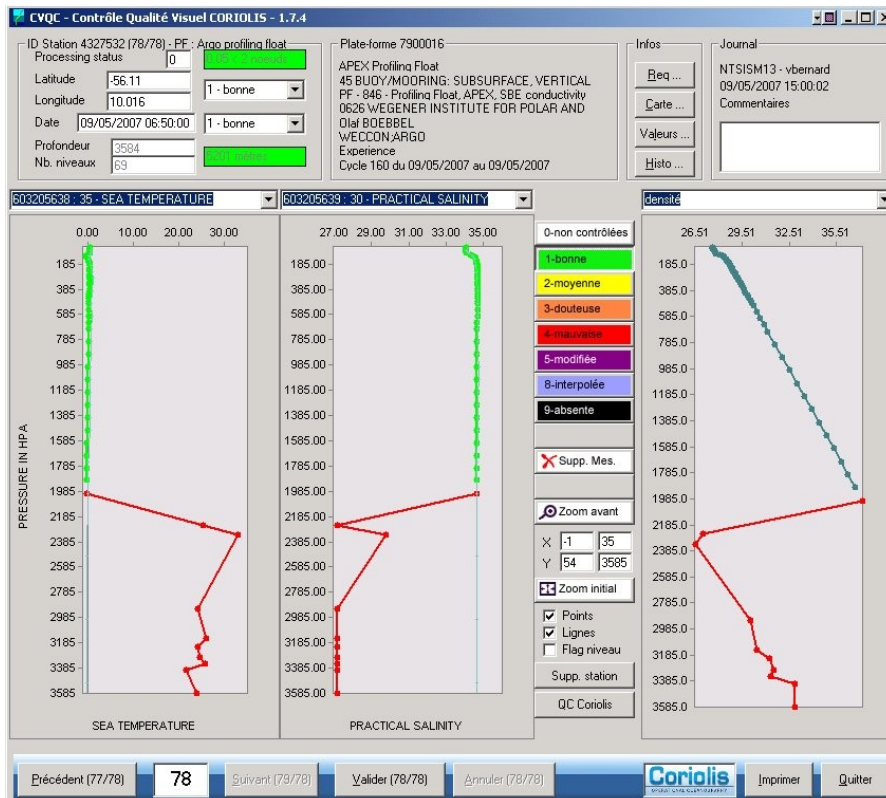 CVQC - Contrôle Qualité Visuel CORIOLIS - 1.7.4
ID Station 4327532 (78/78) - PF : Argo profiling float
Processing status 0 0.05 < 2 noeuds
Latitude -56.11 1 - bonne
Longitude 10.016
Date 09/05/2007 06:50:00 1 - bonne
Profondeur 3584 5201 mètres
Nb. niveaux 69
Plate-forme 7900016
APEX Profiling Float
45 BUOY/MOORING: SUBSURFACE, VERTICAL
PF - 846 - Profiling Float, APEX, SBE conductivity
0626 WEGENER INSTITUTE FOR POLAR AND
Olaf BOEBBEL
WECCON;ARGO
Experience
Cycle 160 du 09/05/2007 au 09/05/2007
Infos
Req ...
Carte ...
Valeurs ...
Histo ...
Journal
NTSISM13 - vbernard
09/05/2007 15:00:02
Commentaires
603205638 : 35 - SEA TEMPERATURE
603205639 : 30 - PRACTICAL SALINITY
densité
0.00 10.00 20.00 30.00
185
385
585
785
985
1185
1385
1585
1785
1985
2185
2385
2585
2785
2985
3185
3385
3585
PRESSURE IN HPA
SEA TEMPERATURE
27.00 29.00 31.00 33.00 35.00
185.00
385.00
585.00
785.00
985.00
1185.00
1385.00
1585.00
1785.00
1985.00
2185.00
2385.00
2585.00
2785.00
2985.00
3185.00
3385.00
3585.00
PRACTICAL SALINITY
0-non contrôlées
1-bonne
2-moyenne
3-douteuse
4-mauvaise
5-modifiée
8-interpolée
9-absente
Supp. Mes.
Zoom avant
X -1 35
Y 54 3585
Zoom initial
Points
Lignes
Flag niveau
Supp. station
QC Coriolis
26.51 29.51 32.51 35.51
185.0
385.0
585.0
785.0
985.0
1185.0
1385.0
1585.0
1785.0
1985.0
2185.0
2385.0
2585.0
2785.0
2985.0
3185.0
3385.0
3585.0
Précédent (77/78)
78
Suivant (79/78)
Valider (78/78)
Annuler (78/78)
Coriolis
Imprimer
Quitter